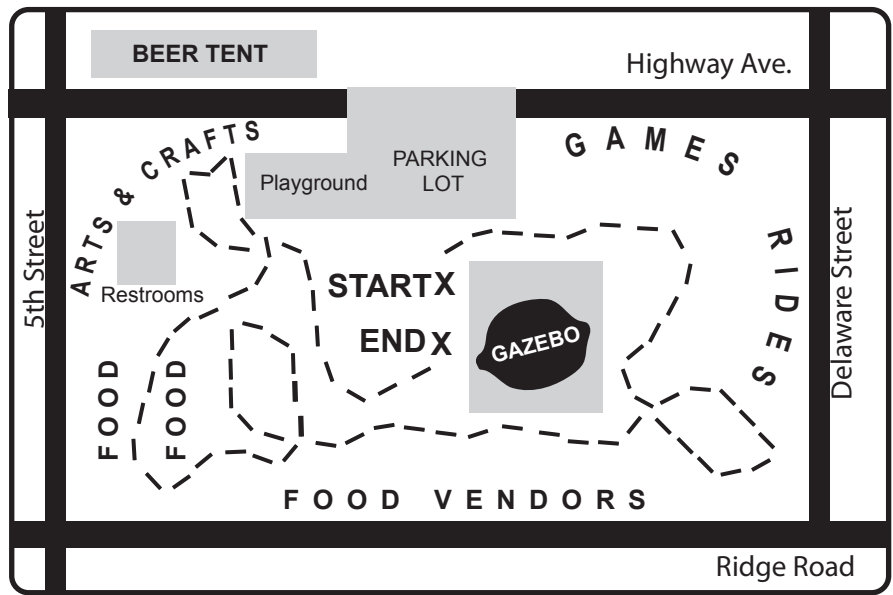 BEER TENT
Highway Ave.
ARTS & CRAFTS
GAMES
Playground
PARKING
LOT
5th Street
Restrooms
START X
END X
GAZEBO
RIDES
Delaware Street
FOOD
FOOD
FOOD VENDORS
Ridge Road